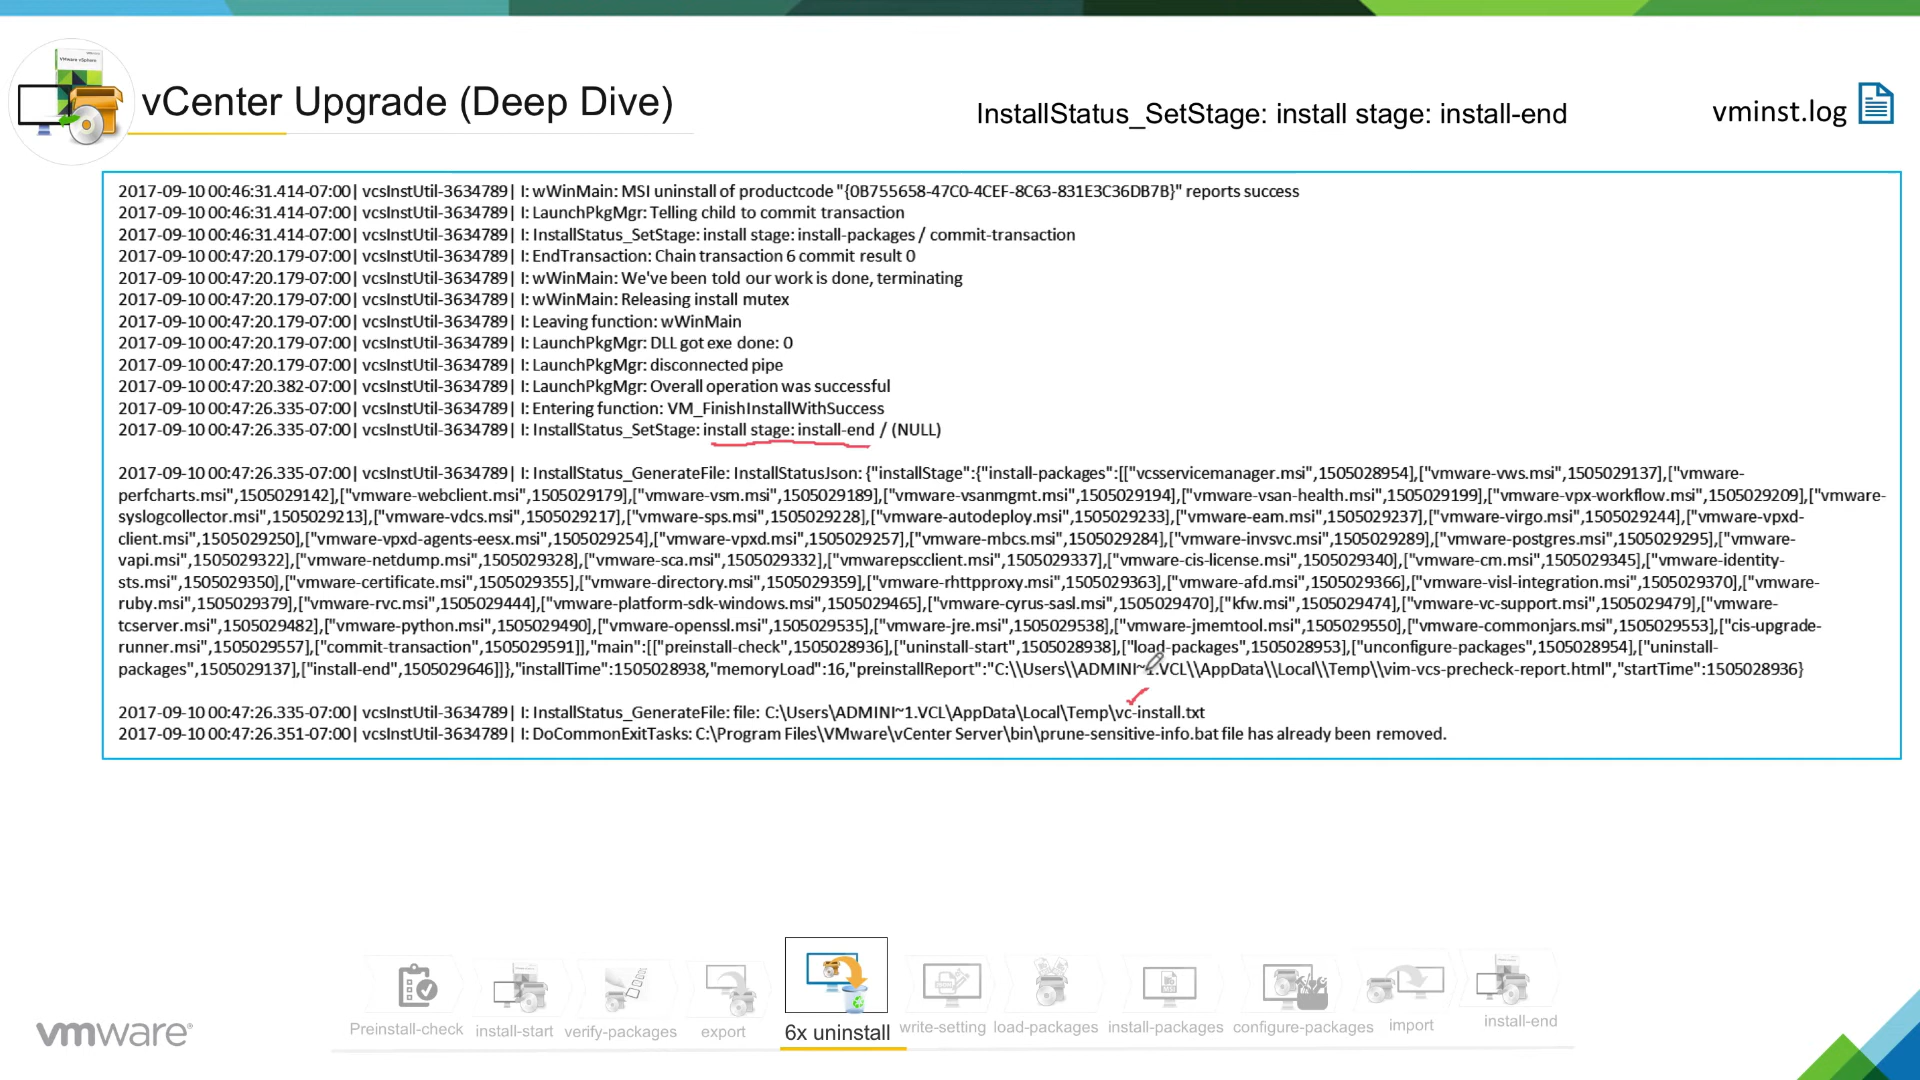 vCenter Upgrade (Deep Dive)
InstallStatus_SetStage: install stage: install-end
vminst.log
2017-09-10 00:46:31.414-07:00| vcsInstUtil-3634789| I: wWinMain: MSI uninstall of productcode "{0B755658-47C0-4CEF-8C63-831E3C36DB7B}" reports success
2017-09-10 00:46:31.414-07:00| vcsInstUtil-3634789| I: LaunchPkgMgr: Telling child to commit transaction
2017-09-10 00:46:31.414-07:00| vcsInstUtil-3634789| I: InstallStatus_SetStage: install stage: install-packages / commit-transaction
2017-09-10 00:47:20.179-07:00| vcsInstUtil-3634789| I: EndTransaction: Chain transaction 6 commit result 0
2017-09-10 00:47:20.179-07:00| vcsInstUtil-3634789| I: wWinMain: We've been told our work is done, terminating
2017-09-10 00:47:20.179-07:00| vcsInstUtil-3634789| I: wWinMain: Releasing install mutex
2017-09-10 00:47:20.179-07:00| vcsInstUtil-3634789| I: Leaving function: wWinMain
2017-09-10 00:47:20.179-07:00| vcsInstUtil-3634789| I: LaunchPkgMgr: DLL got exe done: 0
2017-09-10 00:47:20.179-07:00| vcsInstUtil-3634789| I: LaunchPkgMgr: disconnected pipe
2017-09-10 00:47:20.382-07:00| vcsInstUtil-3634789| I: LaunchPkgMgr: Overall operation was successful
2017-09-10 00:47:26.335-07:00| vcsInstUtil-3634789| I: Entering function: VM_FinishInstallWithSuccess
2017-09-10 00:47:26.335-07:00| vcsInstUtil-3634789| I: InstallStatus_SetStage: install stage: install-end / (NULL)
2017-09-10 00:47:26.335-07:00| vcsInstUtil-3634789| I: InstallStatus_GenerateFile: InstallStatusJson: {"installStage":{"install-packages":[["vcsservicemanager.msi",1505028954],["vmware-vws.msi",1505029137],["vmware-
perfcharts.msi",1505029142],["vmware-webclient.msi",1505029179],["vmware-vsm.msi",1505029189],["vmware-vsanmgmt.msi",1505029194],["vmware-vsan-health.msi",1505029199],["vmware-vpx-workflow.msi",1505029209],["vmware-
syslogcollector.msi",1505029213],["vmware-vdcs.msi",1505029217],["vmware-sps.msi",1505029228],["vmware-autodeploy.msi",1505029233],["vmware-eam.msi",1505029237],["vmware-virgo.msi",1505029244],["vmware-vpxd-
client.msi",1505029250],["vmware-vpxd-agents-eesx.msi",1505029254],["vmware-vpxd.msi",1505029257],["vmware-mbcs.msi",1505029284],["vmware-invsvc.msi",1505029289],["vmware-postgres.msi",1505029295],["vmware-
vapi.msi",1505029322],["vmware-netdump.msi",1505029328],["vmware-sca.msi",1505029332],["vmwarepscclient.msi",1505029337],["vmware-cis-license.msi",1505029340],["vmware-cm.msi",1505029345],["vmware-identity-
sts.msi",1505029350],["vmware-certificate.msi",1505029355],["vmware-directory.msi",1505029359],["vmware-rhttpproxy.msi",1505029363],["vmware-afd.msi",1505029366],["vmware-visl-integration.msi",1505029370],["vmware-
ruby.msi",1505029379],["vmware-rvc.msi",1505029444],["vmware-platform-sdk-windows.msi",1505029465],["vmware-cyrus-sasl.msi",1505029470],["kfw.msi",1505029474],["vmware-vc-support.msi",1505029479],["vmware-
tcserver.msi",1505029482],["vmware-python.msi",1505029490],["vmware-openssl.msi",1505029535],["vmware-jre.msi",1505029538],["vmware-jmemtool.msi",1505029550],["vmware-commonjars.msi",1505029553],["cis-upgrade-
runner.msi",1505029557],["commit-transaction",1505029591]],"main":[["preinstall-check",1505028936],["uninstall-start",1505028938],["load-packages",1505028953],["unconfigure-packages",1505028954],["uninstall-
packages",1505029137],["install-end",1505029646]]},"installTime":1505028938,"memoryLoad":16,"preinstallReport":"C:\\Users\\ADMINI~1.VCL\\AppData\\Local\\Temp\\vim-vcs-precheck-report.html","startTime":1505028936}
2017-09-10 00:47:26.335-07:00| vcsInstUtil-3634789| I: InstallStatus_GenerateFile: file: C:\Users\ADMINI~1.VCL\AppData\Local\Temp\vc-install.txt
2017-09-10 00:47:26.351-07:00| vcsInstUtil-3634789| I: DoCommonExitTasks: C:\Program Files\VMware\vCenter Server\bin\prune-sensitive-info.bat file has already been removed.
Preinstall-check
install-start
verify-packages
export
6x uninstall
write-setting
load-packages
install-packages
configure-packages
import
install-end
vmware®